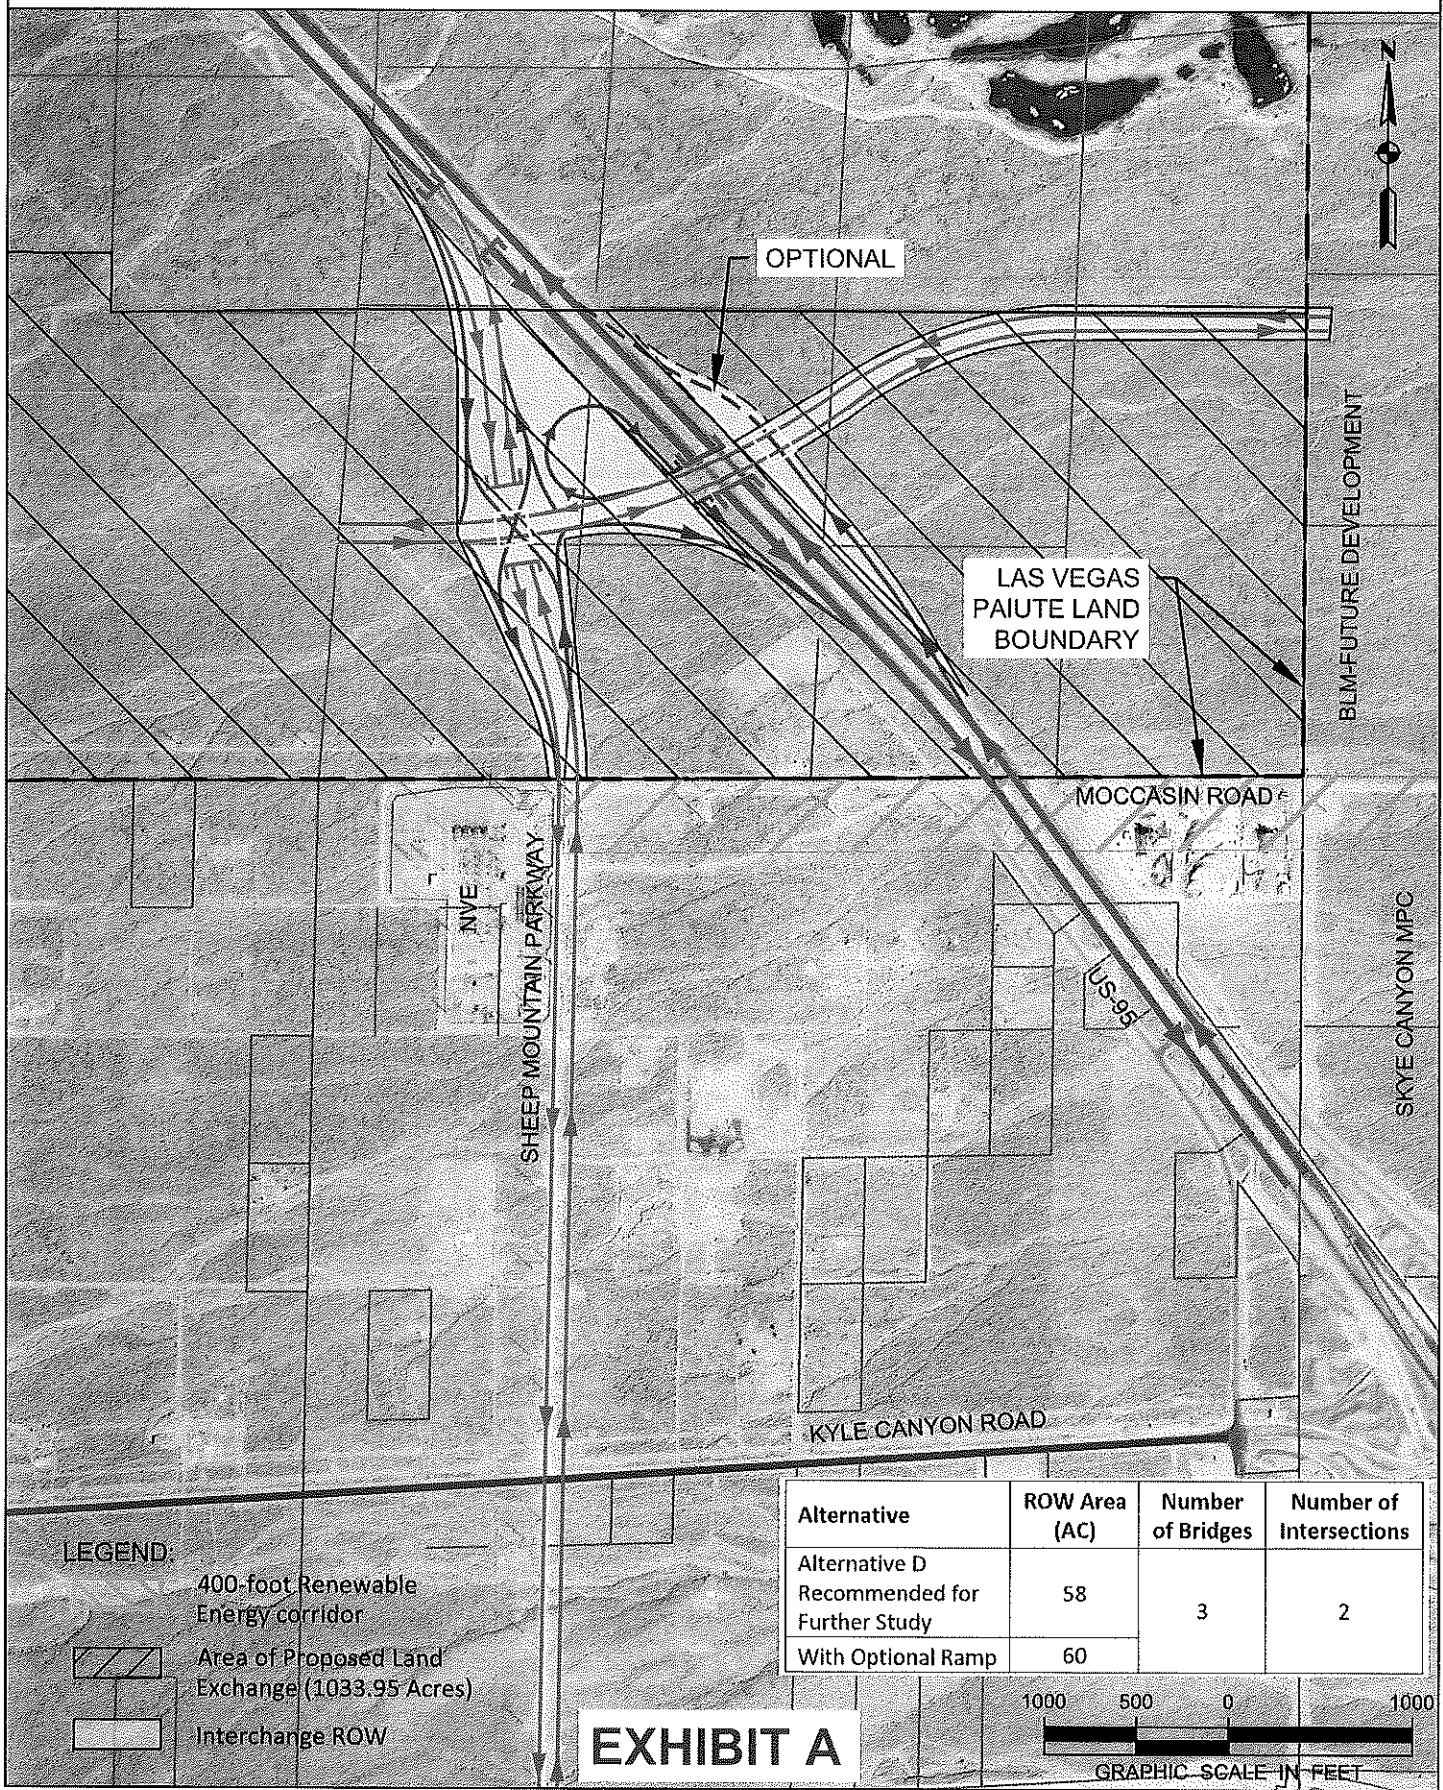 N
OPTIONAL
BLM-FUTURE DEVELOPMENT
LAS VEGAS
PAIUTE LAND
BOUNDARY
MOCCASIN ROAD
NVE
SHEEP MOUNTAIN PARKWAY
US-95
SKYE CANYON MPC
KYLE CANYON ROAD
LEGEND:
400-foot Renewable
Energy corridor
Area of Proposed Land
Exchange (1033.95 Acres)
Interchange ROW
EXHIBIT A
Alternative
ROW Area
(AC)
Number
of Bridges
Number of
Intersections
Alternative D
Recommended for
Further Study
58
3
2
With Optional Ramp
60
1000 500 0 1000
GRAPHIC SCALE IN FEET